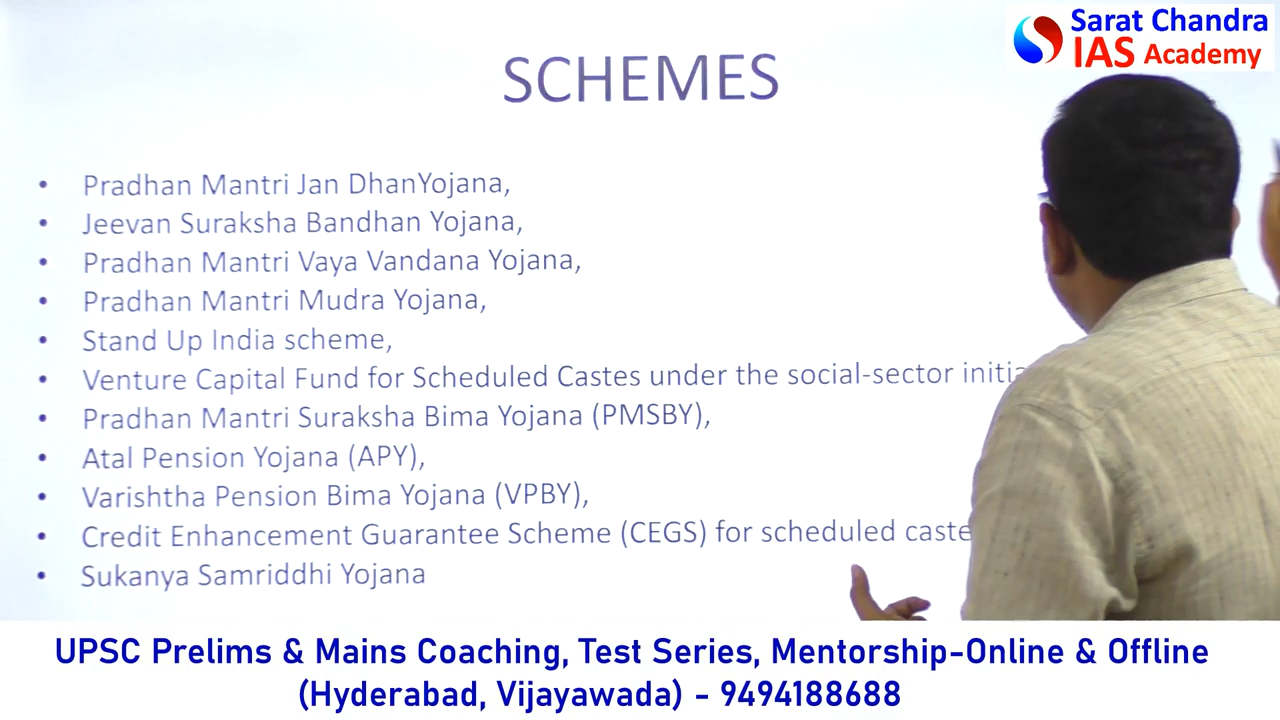 Sarat Chandra
IAS Academy
SCHEMES
• Pradhan Mantri Jan DhanYojana,
• Jeevan Suraksha Bandhan Yojana,
• Pradhan Mantri Vaya Vandana Yojana,
• Pradhan Mantri Mudra Yojana,
• Stand Up India scheme,
• Venture Capital Fund for Scheduled Castes under the social-sector
• Pradhan Mantri Suraksha Bima Yojana (PMSBY),
• Atal Pension Yojana (APY),
• Varishtha Pension Bima Yojana (VPBY),
• Credit Enhancement Guarantee Scheme (CEGS) for scheduled
• Sukanya Samriddhi Yojana
UPSC Prelims & Mains Coaching, Test Series, Mentorship-Online & Offline
(Hyderabad, Vijayawada) - 9494188688